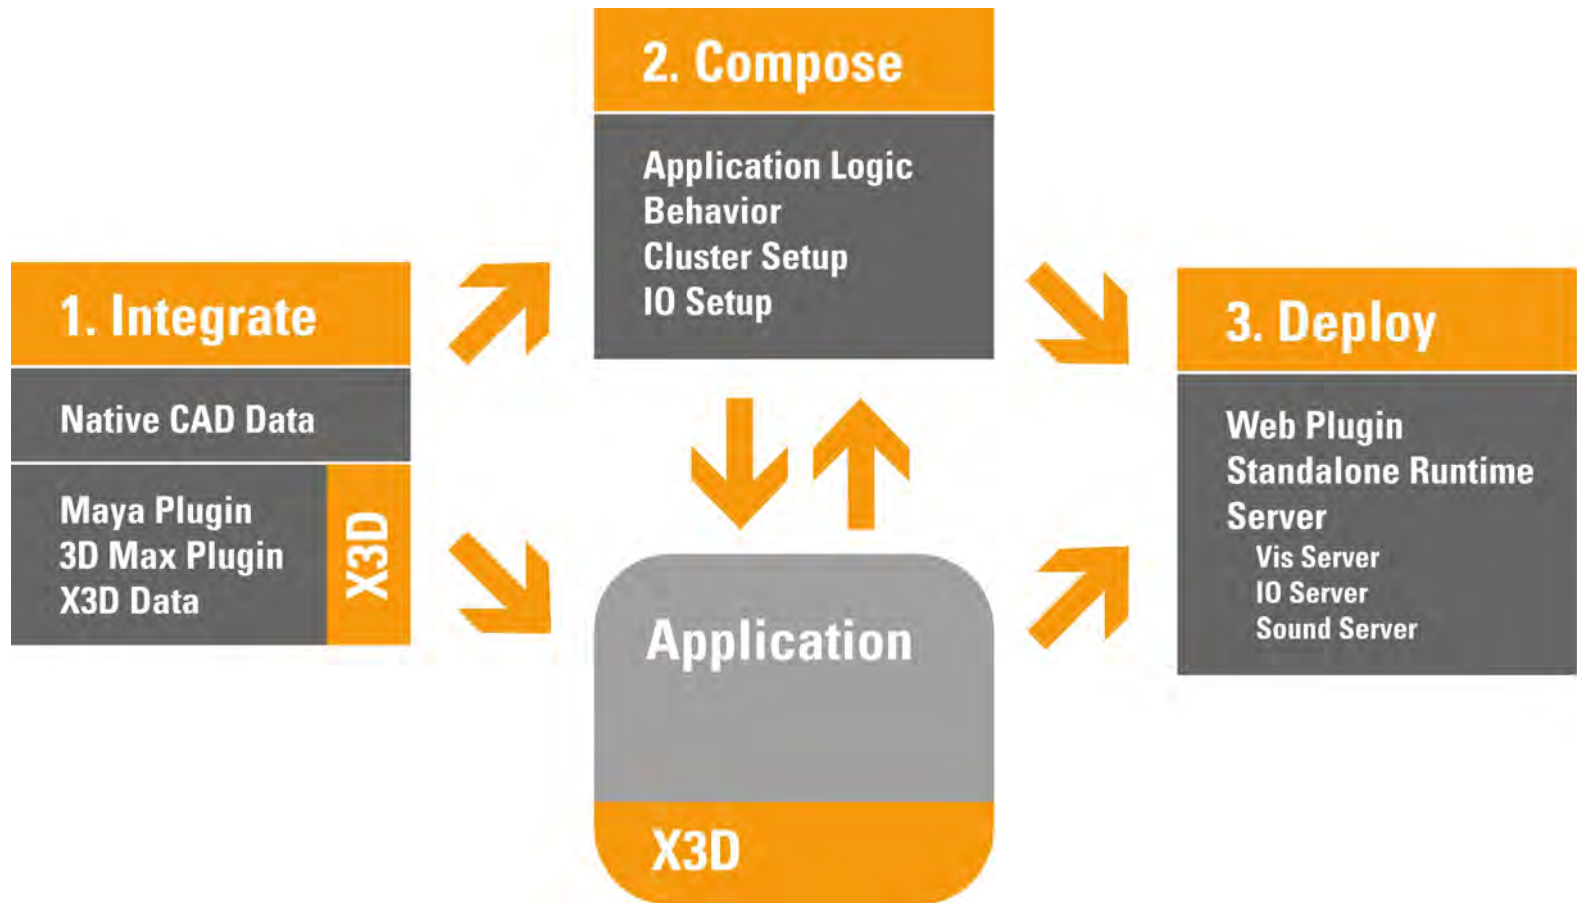 1. Integrate
Native CAD Data
Maya Plugin
3D Max Plugin
X3D Data
X3D
2. Compose
Application Logic
Behavior
Cluster Setup
IO Setup
Application
X3D
3. Deploy
Web Plugin
Standalone Runtime
Server
Vis Server
IO Server
Sound Server